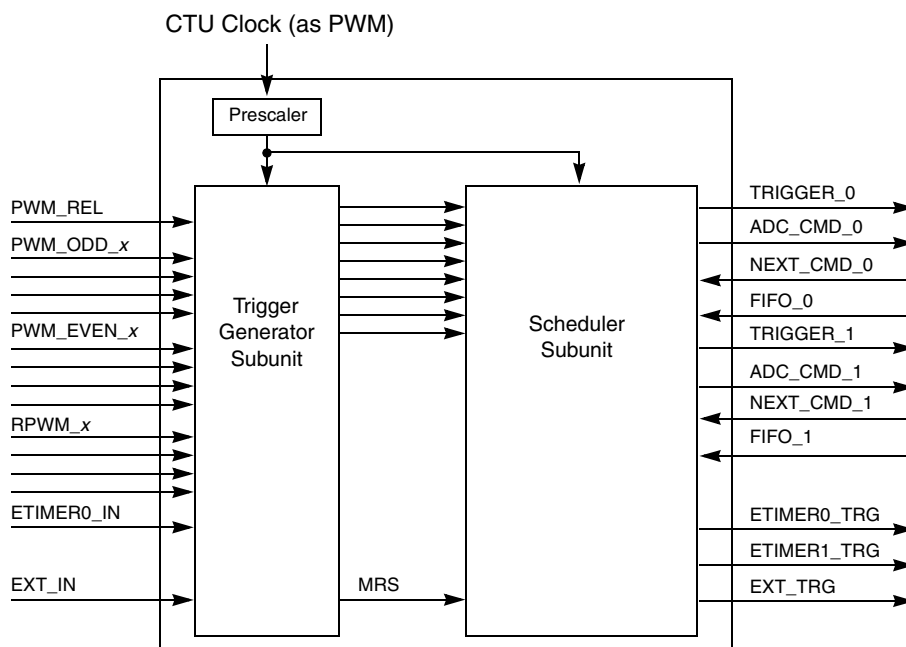 CTU Clock (as PWM)
Prescaler
PWM_REL
PWM_ODD_x
PWM_EVEN_x
RPWM_x
ETIMER0_IN
EXT_IN
Trigger
Generator
Subunit
MRS
Scheduler
Subunit
TRIGGER_0
ADC_CMD_0
NEXT_CMD_0
FIFO_0
TRIGGER_1
ADC_CMD_1
NEXT_CMD_1
FIFO_1
ETIMER0_TRG
ETIMER1_TRG
EXT_TRG